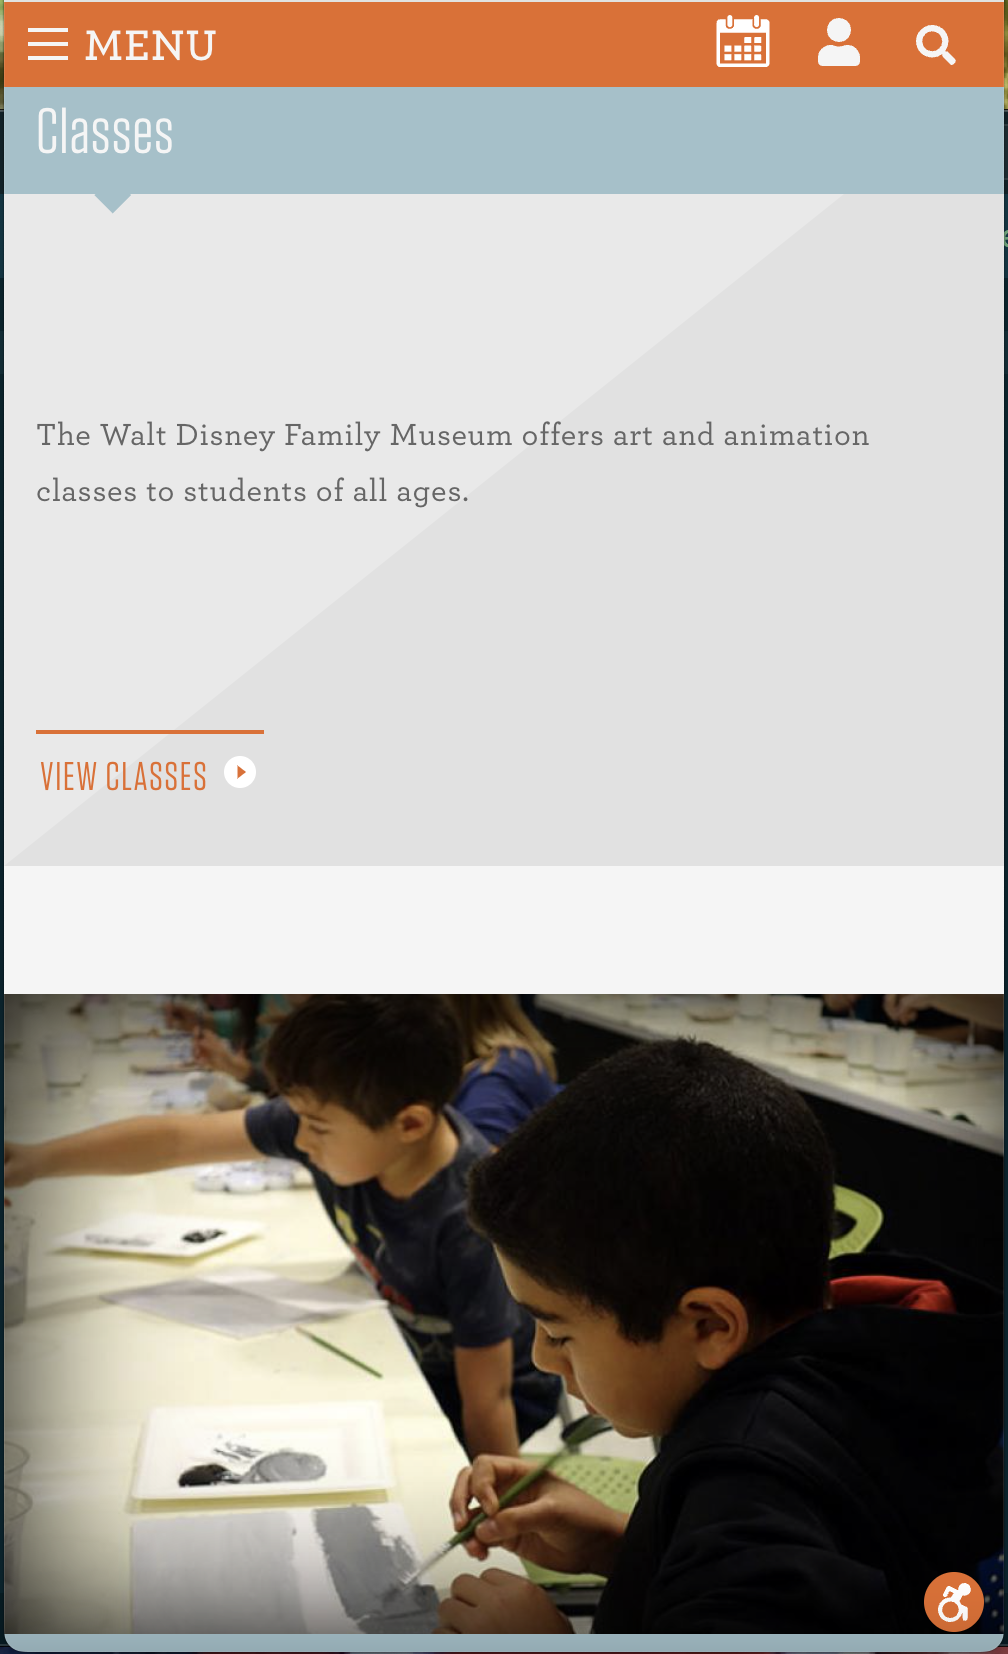 MENU
Classes
The Walt Disney Family Museum offers art and animation
classes to students of all ages.
VIEW CLASSES